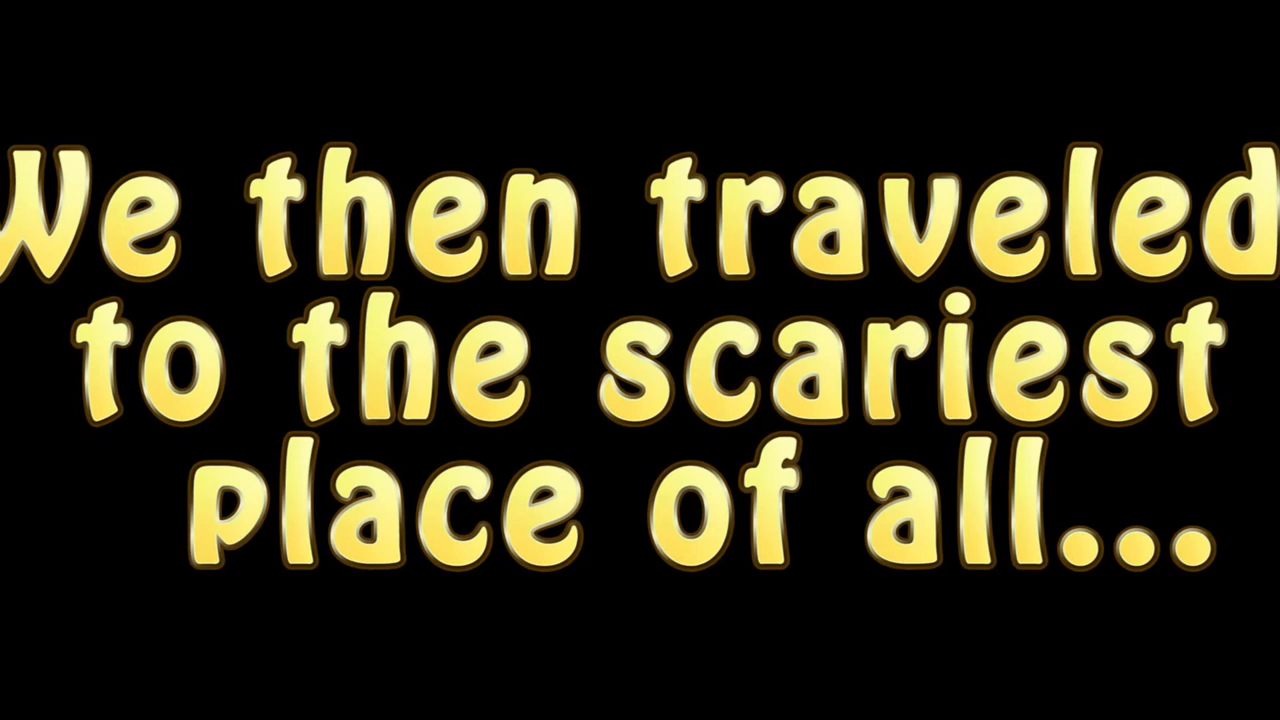 We then traveled
to the scariest
place of all...